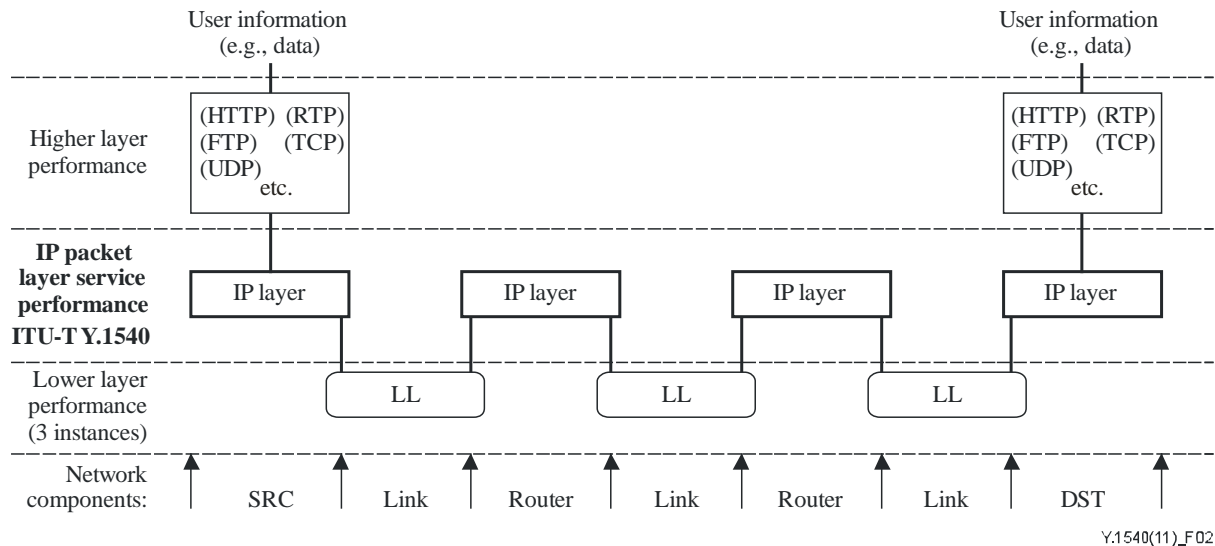 User information
(e.g., data)
User information
(e.g., data)
Higher layer
performance
(HTTP) (RTP)
(FTP) (TCP)
(UDP)
etc.
(HTTP) (RTP)
(FTP) (TCP)
(UDP)
etc.
IP packet
layer service
performance
ITU-T Y.1540
IP layer
IP layer
IP layer
IP layer
Lower layer
performance
(3 instances)
LL
LL
LL
Network
components:
SRC
Link
Router
Link
Router
Link
DST
Y.1540(11)_F02